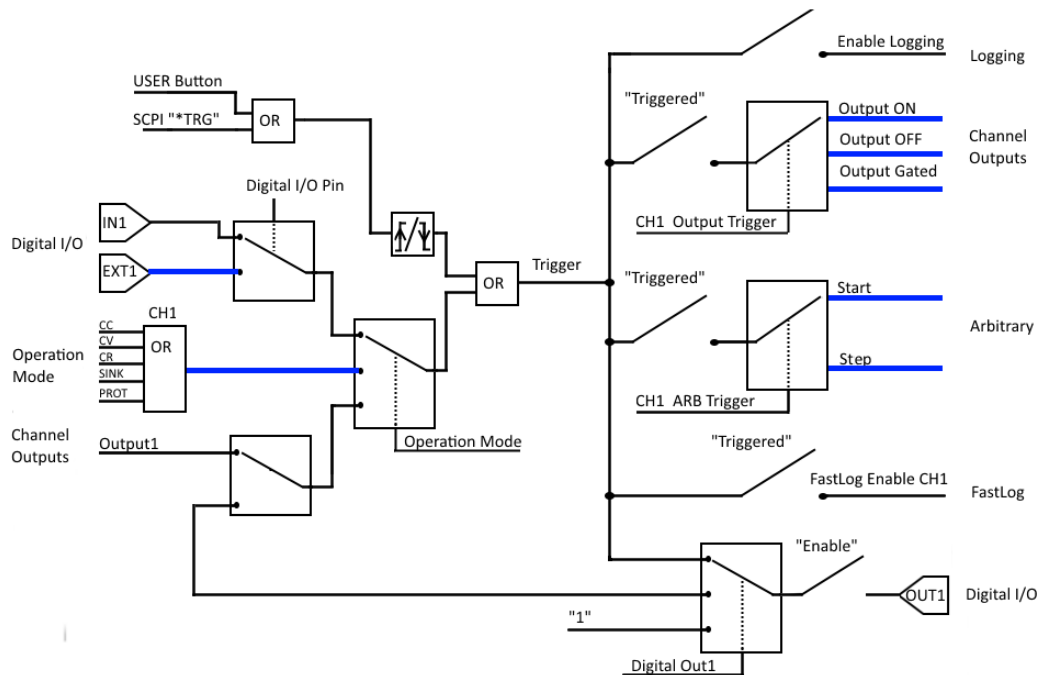 Enable Logging
Logging
USER Button
SCPI "*TRG"
OR
"Triggered"
Output ON
Output OFF
Output Gated
Channel
Outputs
CH1 Output Trigger
Digital I/O Pin
IN1
Digital I/O
EXT1
OR
Trigger
"Triggered"
Start
Step
Arbitrary
CH1 ARB Trigger
CH1
OR
CC
CV
CR
SINK
PROT
Operation
Mode
Operation Mode
Channel
Outputs
Output1
"Triggered"
FastLog Enable CH1
FastLog
"Enable"
OUT1
Digital I/O
"1"
Digital Out1